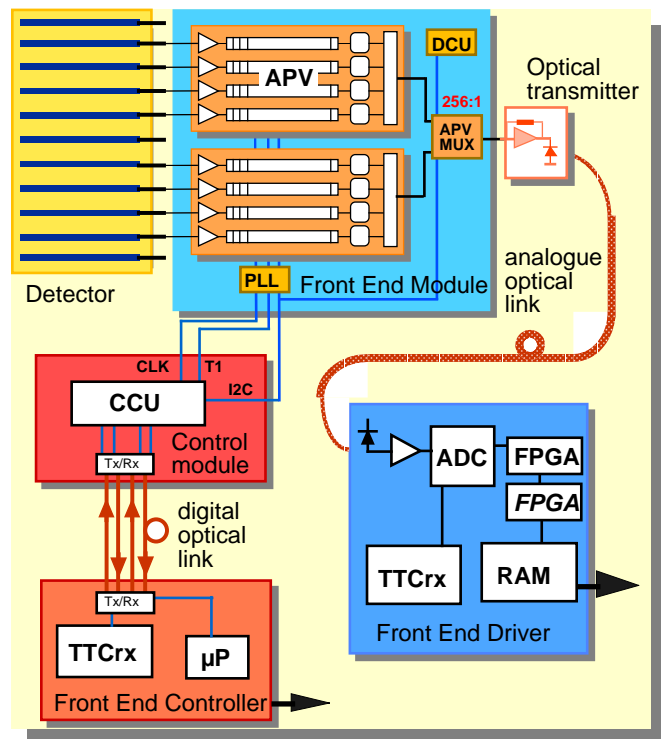 DCU
APV
256:1
APV
MUX
Optical
transmitter
PLL
Front End Module
Detector
analogue
optical
link
CLK
T1
I2C
CCU
Control
module
Tx/Rx
digital
optical
link
Tx/Rx
TTCrx
µP
Front End Controller
ADC
FPGA
FPGA
TTCrx
RAM
Front End Driver